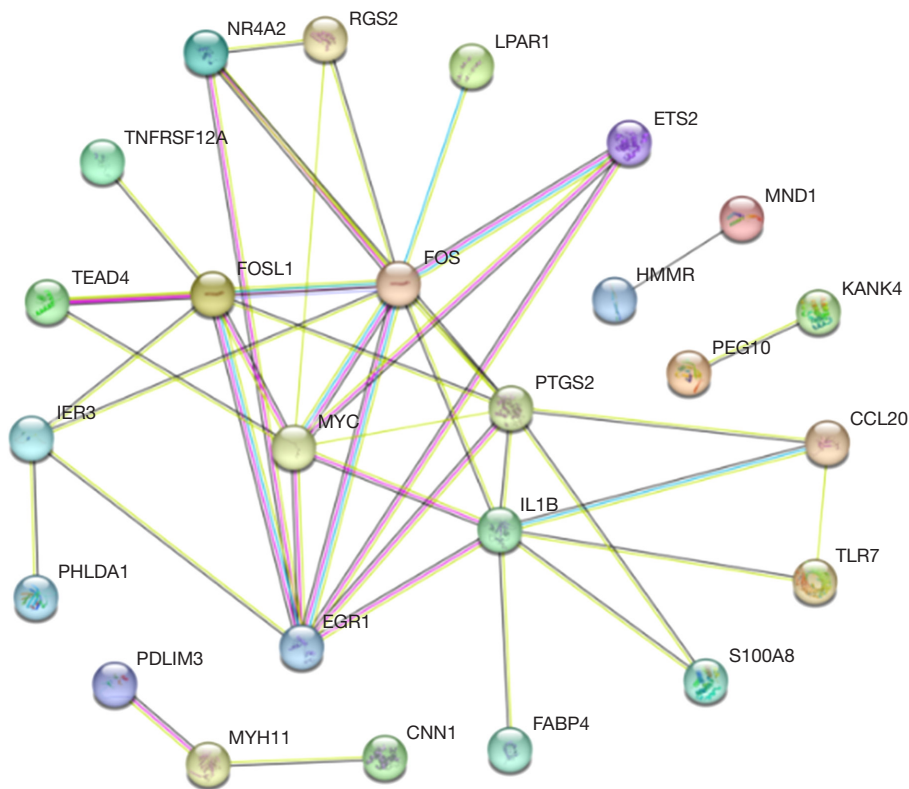 RGS2
NR4A2
LPAR1
ETS2
TNFRSF12A
MND1
FOS
FOSL1
TEAD4
HMMR
KANK4
PEG10
PTGS2
IER3
MYC
CCL20
IL1B
TLR7
PHLDA1
EGR1
S100A8
PDLIM3
FABP4
MYH11
CNN1